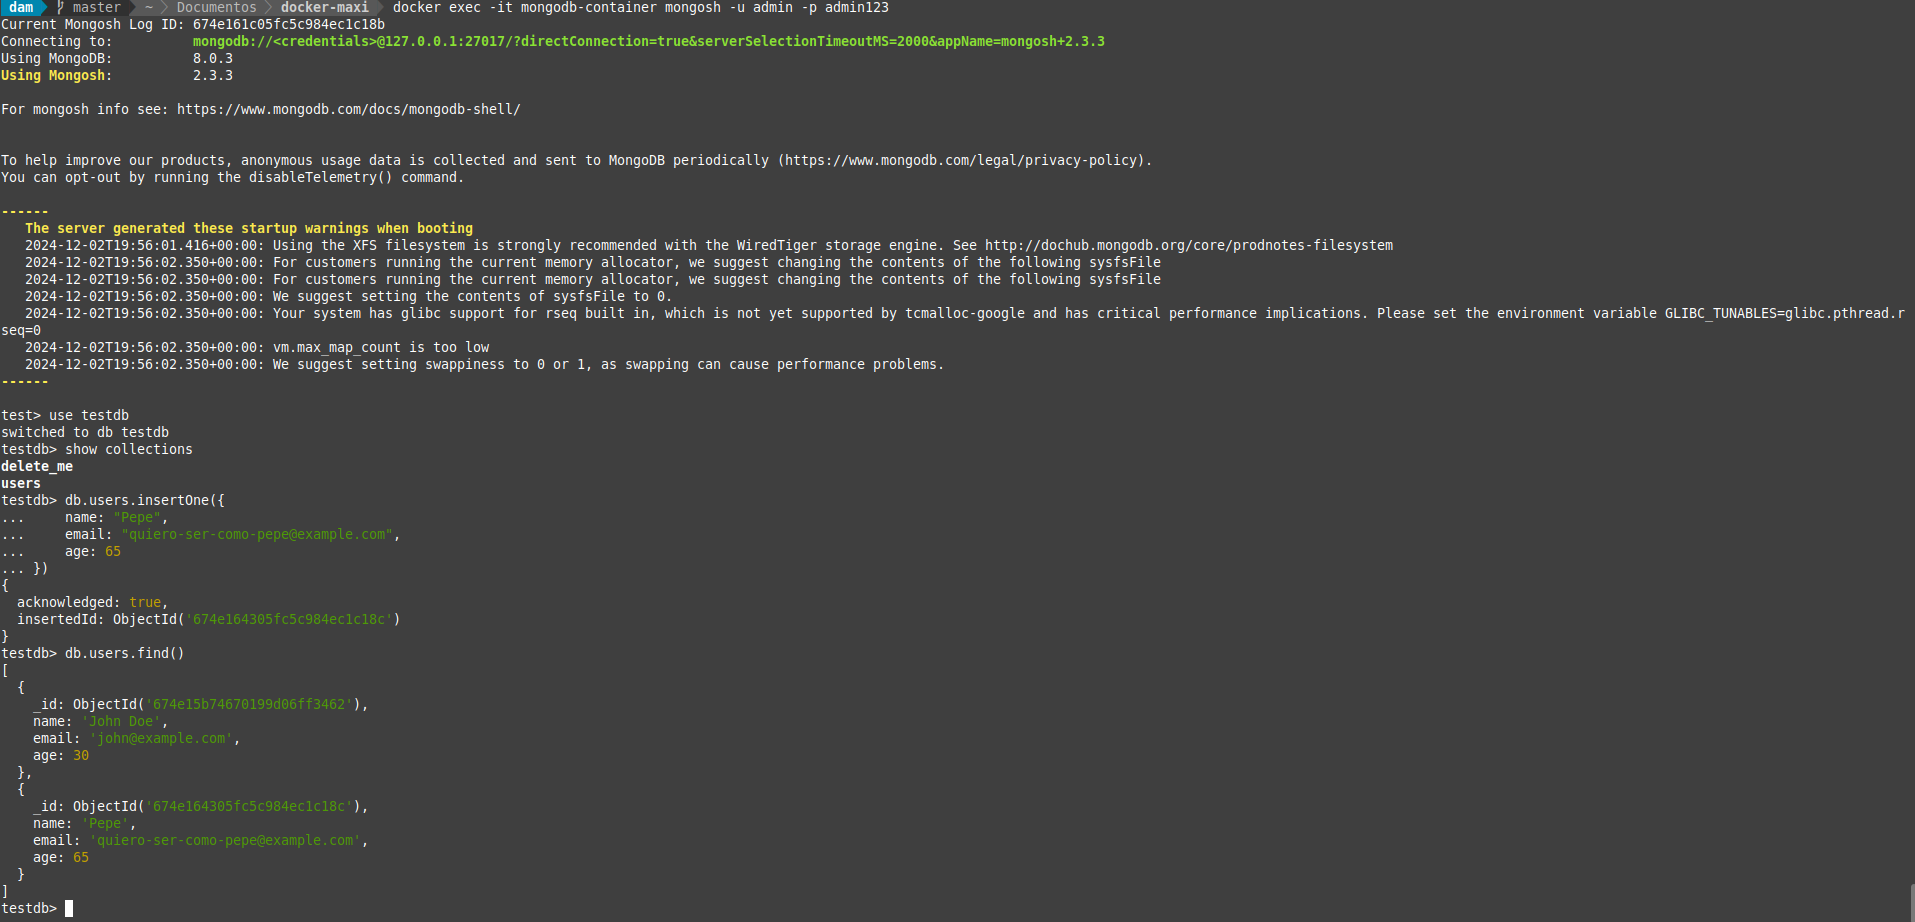 dam master ~ Documentos docker-maxi docker exec -it mongodb-container mongosh -u admin -p admin123
Current Mongosh Log ID: 674e161c05fc5c984ec1c18b
Connecting to:          mongodb://<credentials>@127.0.0.1:27017/?directConnection=true&serverSelectionTimeoutMS=2000&appName=mongosh+2.3.3
Using MongoDB:          8.0.3
Using Mongosh:          2.3.3
For mongosh info see: https://www.mongodb.com/docs/mongodb-shell/
To help improve our products, anonymous usage data is collected and sent to MongoDB periodically (https://www.mongodb.com/legal/privacy-policy).
You can opt-out by running the disableTelemetry() command.
------
   The server generated these startup warnings when booting
   2024-12-02T19:56:01.416+00:00: Using the XFS filesystem is strongly recommended with the WiredTiger storage engine. See http://dochub.mongodb.org/core/prodnotes-filesystem
   2024-12-02T19:56:02.350+00:00: For customers running the current memory allocator, we suggest changing the contents of the following sysfsFile
   2024-12-02T19:56:02.350+00:00: For customers running the current memory allocator, we suggest changing the contents of the following sysfsFile
   2024-12-02T19:56:02.350+00:00: We suggest setting the contents of sysfsFile to 0.
   2024-12-02T19:56:02.350+00:00: Your system has glibc support for rseq built in, which is not yet supported by tcmalloc-google and has critical performance implications. Please set the environment variable GLIBC_TUNABLES=glibc.pthread.r
seq=0
   2024-12-02T19:56:02.350+00:00: vm.max_map_count is too low
   2024-12-02T19:56:02.350+00:00: We suggest setting swappiness to 0 or 1, as swapping can cause performance problems.
------
test> use testdb
switched to db testdb
testdb> show collections
delete_me
users
testdb> db.users.insertOne({
...     name: "Pepe",
...     email: "quiero-ser-como-pepe@example.com",
...     age: 65
... })
{
  acknowledged: true,
  insertedId: ObjectId('674e164305fc5c984ec1c18c')
}
testdb> db.users.find()
[
  {
    _id: ObjectId('674e15b74670199d06ff3462'),
    name: 'John Doe',
    email: 'john@example.com',
    age: 30
  },
  {
    _id: ObjectId('674e164305fc5c984ec1c18c'),
    name: 'Pepe',
    email: 'quiero-ser-como-pepe@example.com',
    age: 65
  }
]
testdb>